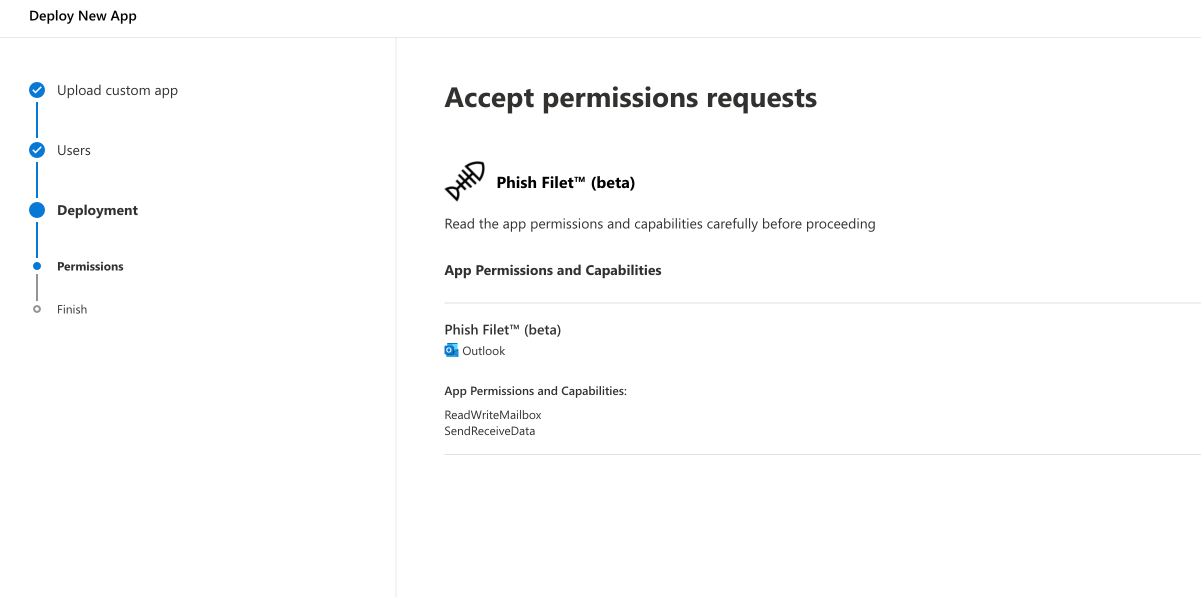 Deploy New App
Upload custom app
Users
Deployment
Permissions
Finish
Accept permissions requests
Phish Filet™ (beta)
Read the app permissions and capabilities carefully before proceeding
App Permissions and Capabilities
Phish Filet™ (beta)
Outlook
App Permissions and Capabilities:
ReadWriteMailbox
SendReceiveData